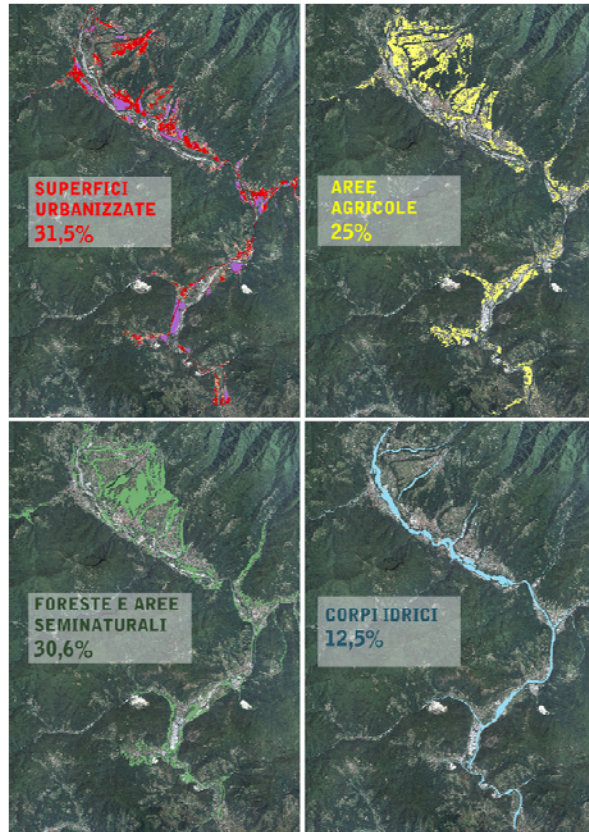 SUPERFICI
URBANIZZATE
31,5%
AREE
AGRICOLE
25%
FORESTE E AREE
SEMINATURALI
30,6%
CORPI IDRICI
12,5%